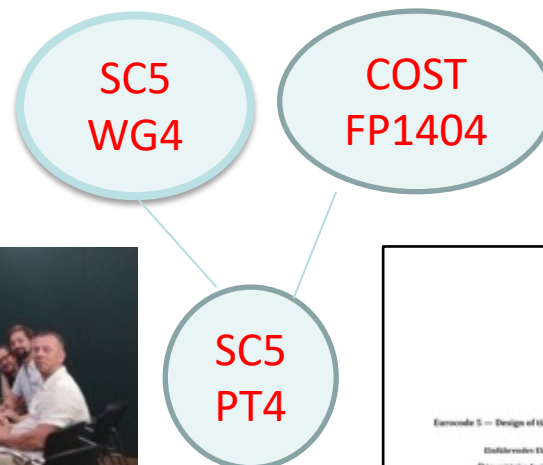 SC5
WG4
COST
FP1404
SC5
PT4
Eurocode 5 — Design of ti